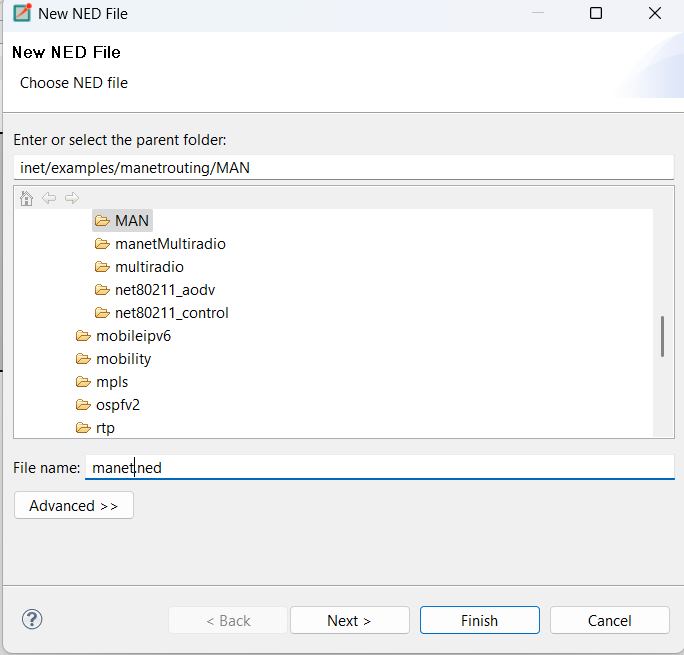 New NED File
New NED File
Choose NED file
Enter or select the parent folder:
inet/examples/manetrouting/MAN
MAN
manetMultiradio
multiradio
net80211_aodv
net80211_control
mobileipv6
mobility
mpls
ospfv2
rtp
File name: manet.ned
Advanced >>
? < Back Next > Finish Cancel